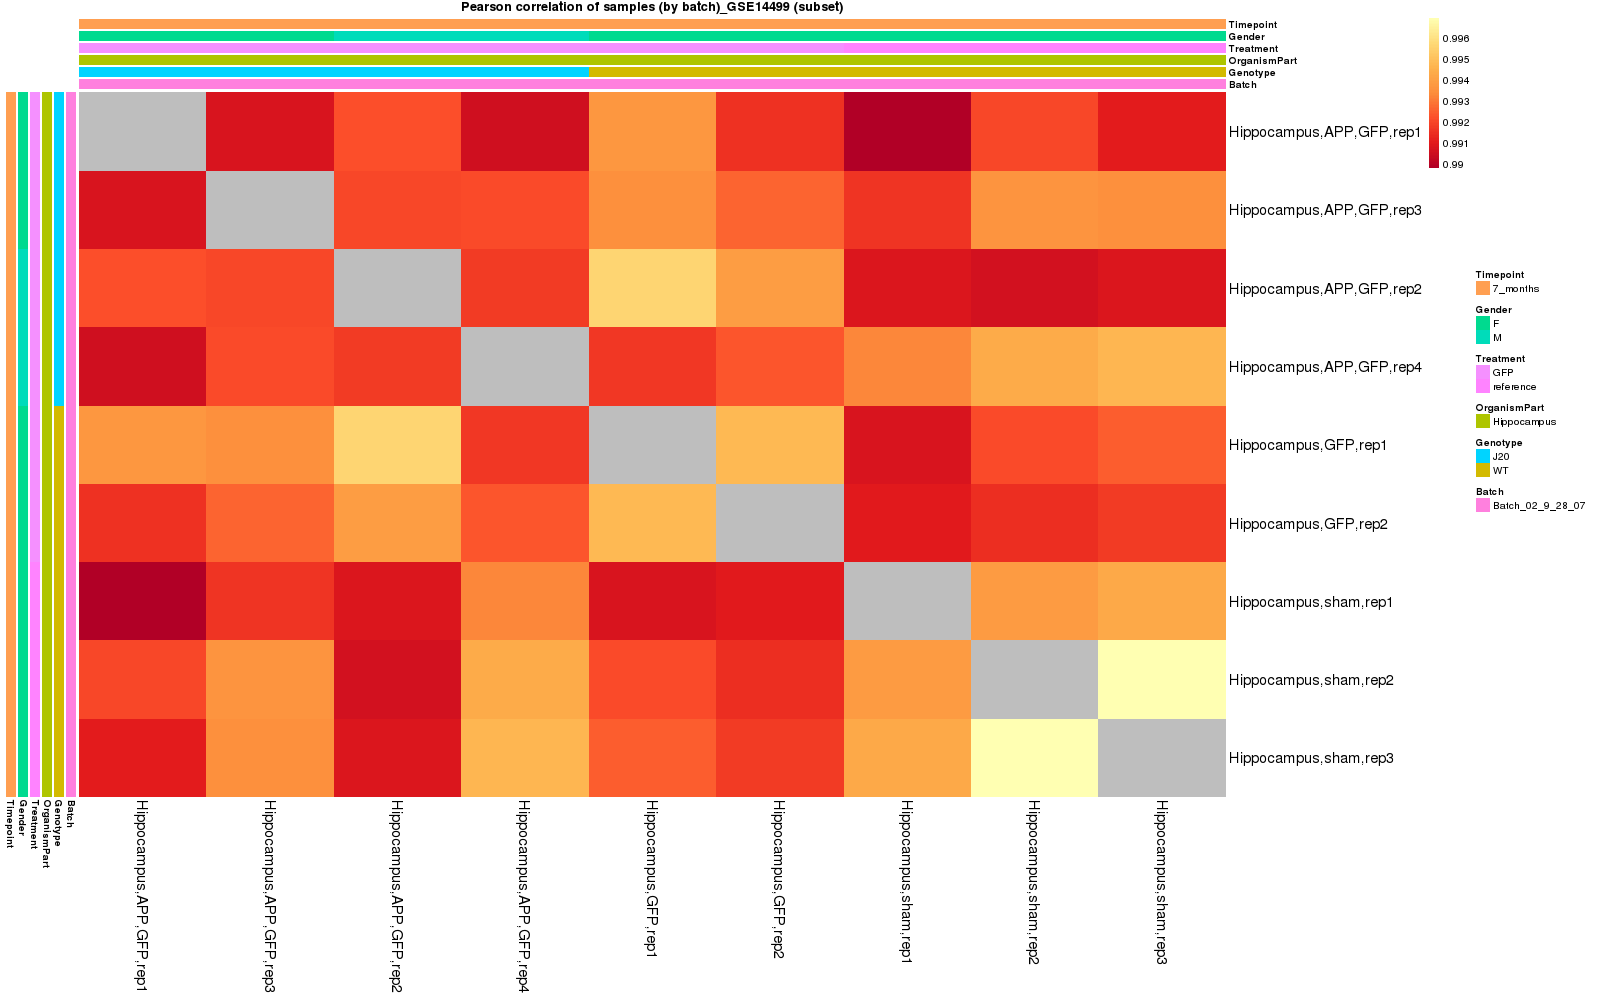 Pearson correlation of samples (by batch)_GSE14499 (subset)
Timepoint
Gender
Treatment
OrganismPart
Genotype
Batch
0.996
0.995
0.994
0.993
0.992
0.991
0.99
Hippocampus,APP,GFP,rep1
Hippocampus,APP,GFP,rep3
Hippocampus,APP,GFP,rep2
Hippocampus,APP,GFP,rep4
Hippocampus,GFP,rep1
Hippocampus,GFP,rep2
Hippocampus,sham,rep1
Hippocampus,sham,rep2
Hippocampus,sham,rep3
Timepoint
7_months
Gender
F
M
Treatment
GFP
reference
OrganismPart
Hippocampus
Genotype
J20
WT
Batch
Batch_02_9_28_07
Timepoint
Gender
Treatment
OrganismPart
Genotype
Batch
Hippocampus,APP,GFP,rep1
Hippocampus,APP,GFP,rep3
Hippocampus,APP,GFP,rep2
Hippocampus,APP,GFP,rep4
Hippocampus,GFP,rep1
Hippocampus,GFP,rep2
Hippocampus,sham,rep1
Hippocampus,sham,rep2
Hippocampus,sham,rep3